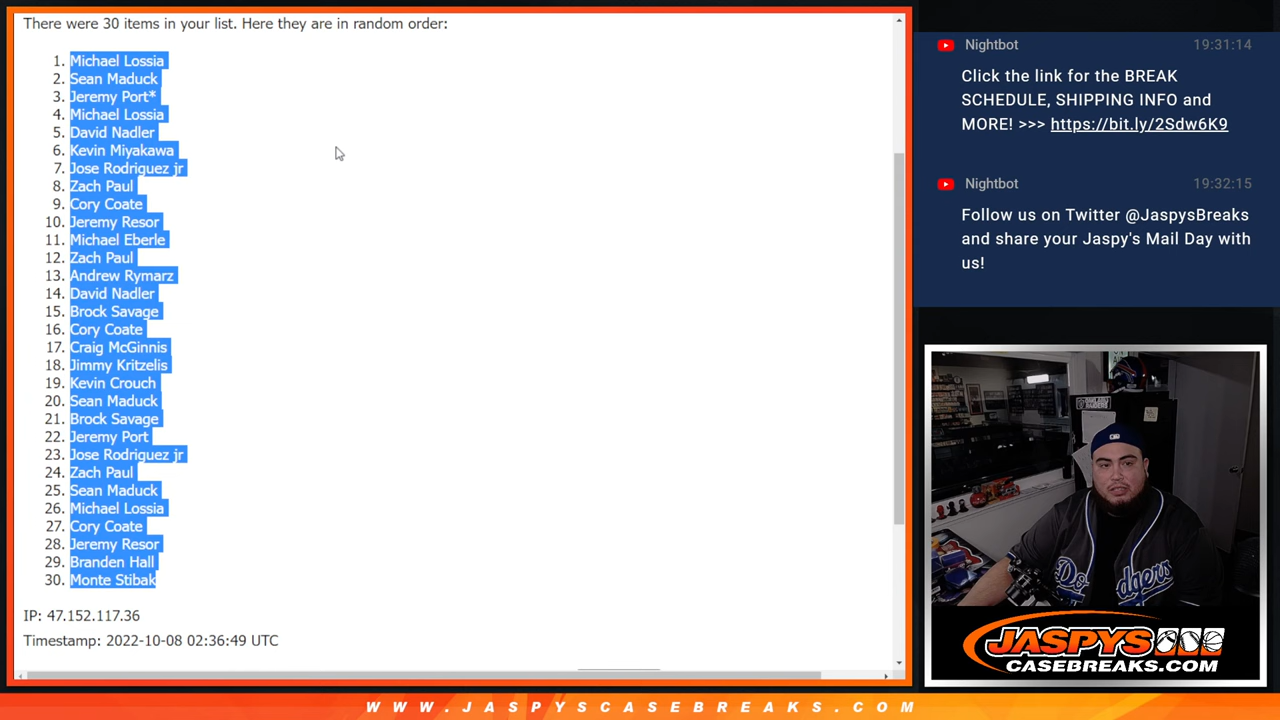 There were 30 items in your list. Here they are in random order:
1. Michael Lossia
2. Sean Maduck
3. Jeremy Port*
4. Michael Lossia
5. David Nadler
6. Kevin Miyakawa
7. Jose Rodriguez jr
8. Zach Paul
9. Cory Coate
10. Jeremy Resor
11. Michael Eberle
12. Zach Paul
13. Andrew Rymarz
14. David Nadler
15. Brock Savage
16. Cory Coate
17. Craig McGinnis
18. Jimmy Kritzelis
19. Kevin Crouch
20. Sean Maduck
21. Brock Savage
22. Jeremy Port
23. Jose Rodriguez jr
24. Zach Paul
25. Sean Maduck
26. Michael Lossia
27. Cory Coate
28. Jeremy Resor
29. Branden Hall
30. Monte Stibak
IP: 47.152.117.36
Timestamp: 2022-10-08 02:36:49 UTC
Nightbot 19:31:14
Click the link for the BREAK
SCHEDULE, SHIPPING INFO and
MORE! >>> https://bit.ly/2Sdw6K9
Nightbot 19:32:15
Follow us on Twitter @JaspysBreaks
and share your Jaspy's Mail Day with
us!
Dodgers
JASPYS
CASEBREAKS.COM
WWW.JASPYSCASEBREAKS.COM